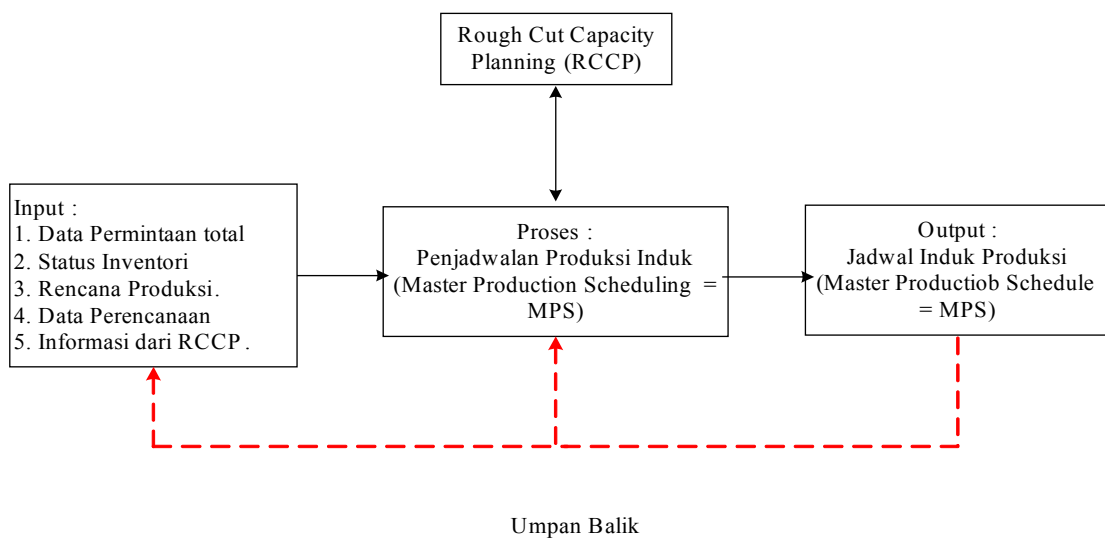 Rough Cut Capacity
Planning (RCCP)
Input :
1. Data Permintaan total
2. Status Inventori
3. Rencana Produksi.
4. Data Perencanaan
5. Informasi dari RCCP .
Proses :
Penjadwalan Produksi Induk
(Master Production Scheduling =
MPS)
Output :
Jadwal Induk Produksi
(Master Productiob Schedule
= MPS)
Umpan Balik